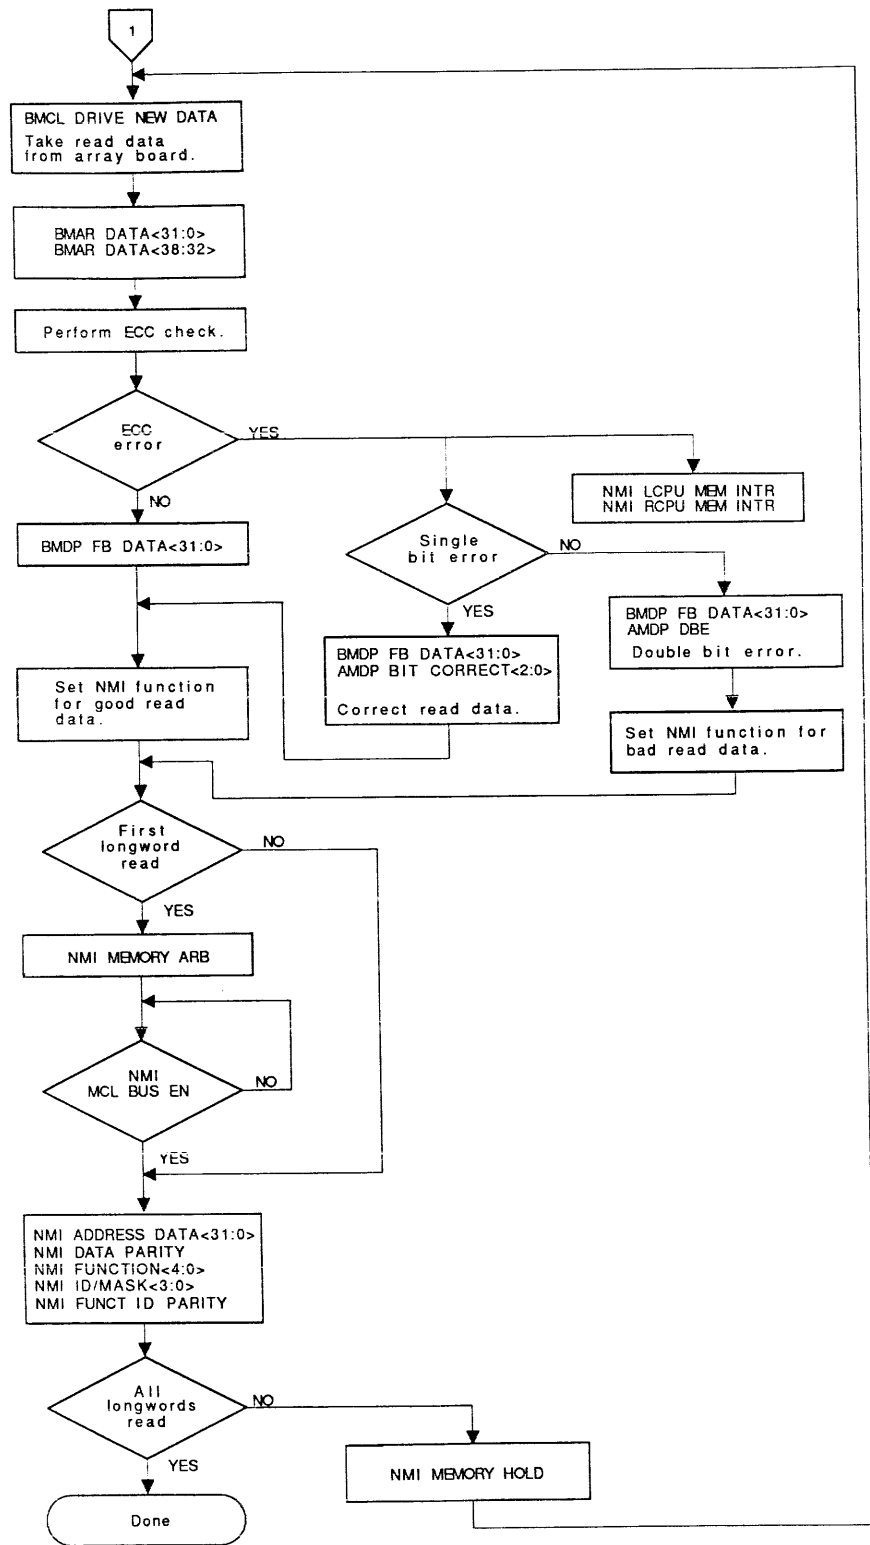 1
BMCL DRIVE NEW DATA
Take read data
from array board.
BMAR DATA<31:0>
BMAR DATA<38:32>
Perform ECC check.
ECC
error
YES
NO
NMI LCPU MEM INTR
NMI RCPU MEM INTR
BMDP FB DATA<31:0>
Single
bit error
NO
YES
BMDP FB DATA<31:0>
AMDP DBE
Double bit error.
BMDP FB DATA<31:0>
AMDP BIT CORRECT<2:0>
Correct read data.
Set NMI function
for good read
data.
Set NMI function for
bad read data.
First
longword
read
NO
YES
NMI MEMORY ARB
NMI
MCL BUS EN
NO
YES
NMI ADDRESS DATA<31:0>
NMI DATA PARITY
NMI FUNCTION<4:0>
NMI ID/MASK<3:0>
NMI FUNCT ID PARITY
All
longwords
read
NO
YES
NMI MEMORY HOLD
Done